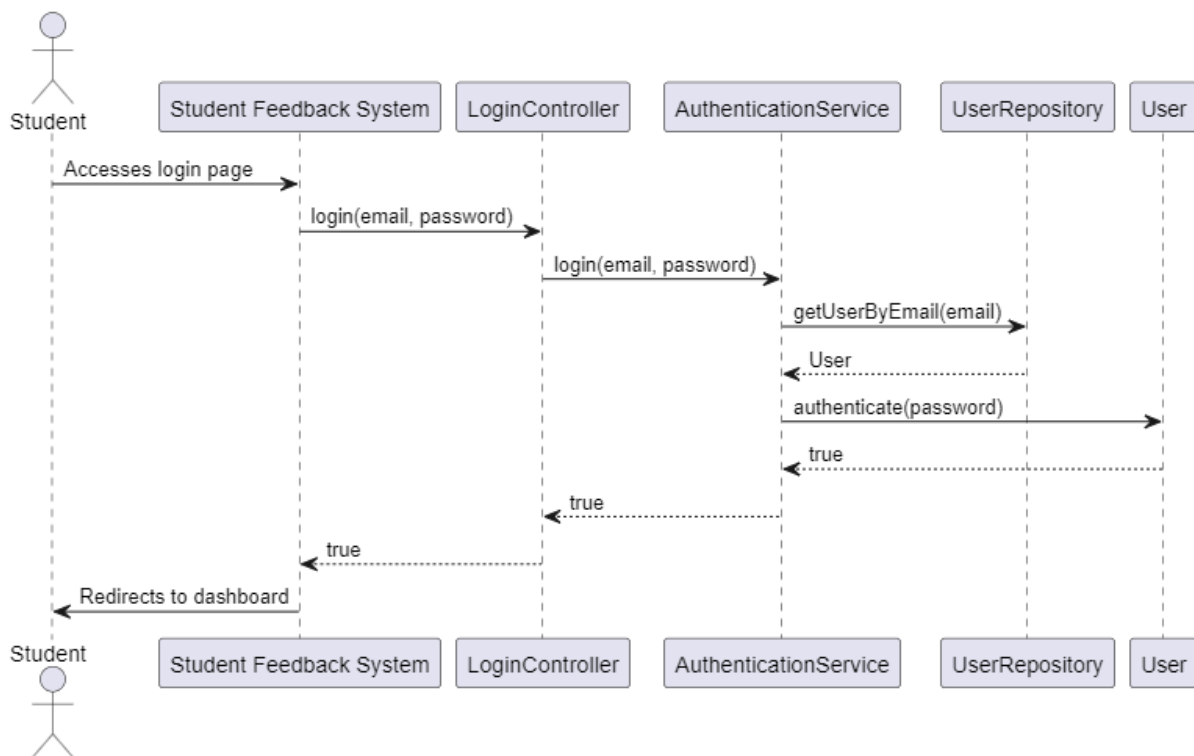 Student
Student Feedback System
LoginController
AuthenticationService
UserRepository
User
Accesses login page
login(email, password)
login(email, password)
getUserByEmail(email)
User
authenticate(password)
true
true
true
Redirects to dashboard
Student
Student Feedback System
LoginController
AuthenticationService
UserRepository
User